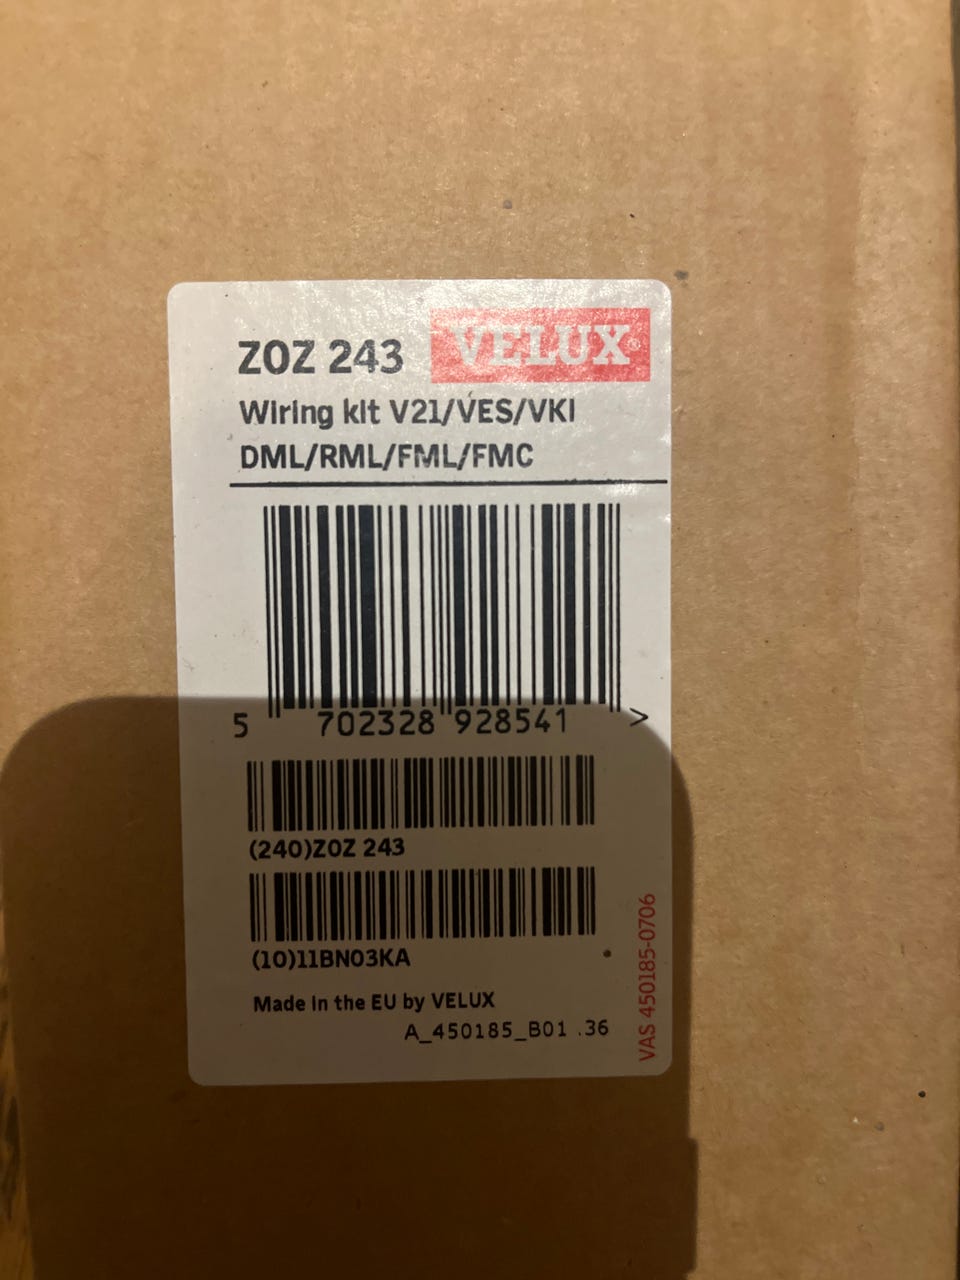 ZOZ 243
VELUX®
Wiring kit V21/VES/VKI
DML/RML/FML/FMC
5 702328 928541 >
(240)ZOZ 243
(10)11BN03KA
Made in the EU by VELUX
A_450185_B01 .36
VAS 450185-0706